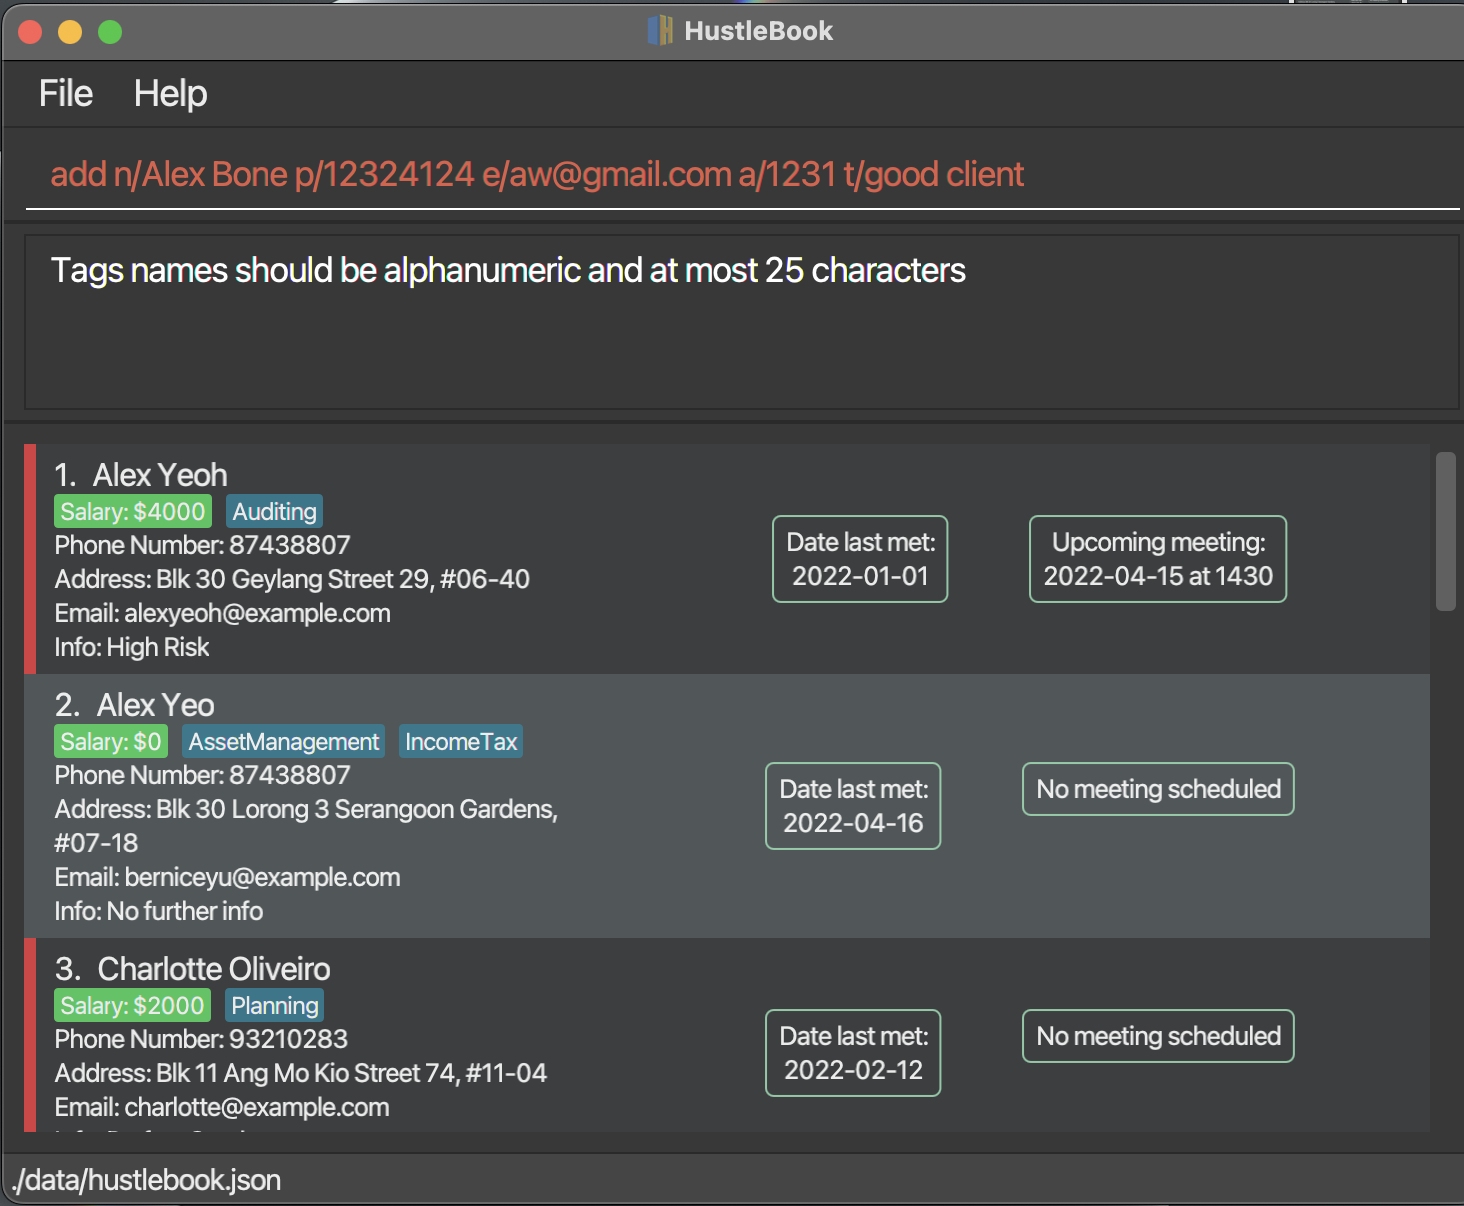 HustleBook
File Help
add n/Alex Bone p/12324124 e/aw@gmail.com a/1231 t/good client
Tags names should be alphanumeric and at most 25 characters
1. Alex Yeoh
Salary: $4000 Auditing
Phone Number: 87438807
Address: Blk 30 Geylang Street 29, #06-40
Email: alexyeoh@example.com
Info: High Risk
Date last met:
2022-01-01
Upcoming meeting:
2022-04-15 at 1430
2. Alex Yeo
Salary: $0 AssetManagement IncomeTax
Phone Number: 87438807
Address: Blk 30 Lorong 3 Serangoon Gardens,
#07-18
Email: berniceyu@example.com
Info: No further info
Date last met:
2022-04-16
No meeting scheduled
3. Charlotte Oliveiro
Salary: $2000 Planning
Phone Number: 93210283
Address: Blk 11 Ang Mo Kio Street 74, #11-04
Email: charlotte@example.com
Date last met:
2022-02-12
No meeting scheduled
./data/hustlebook.json